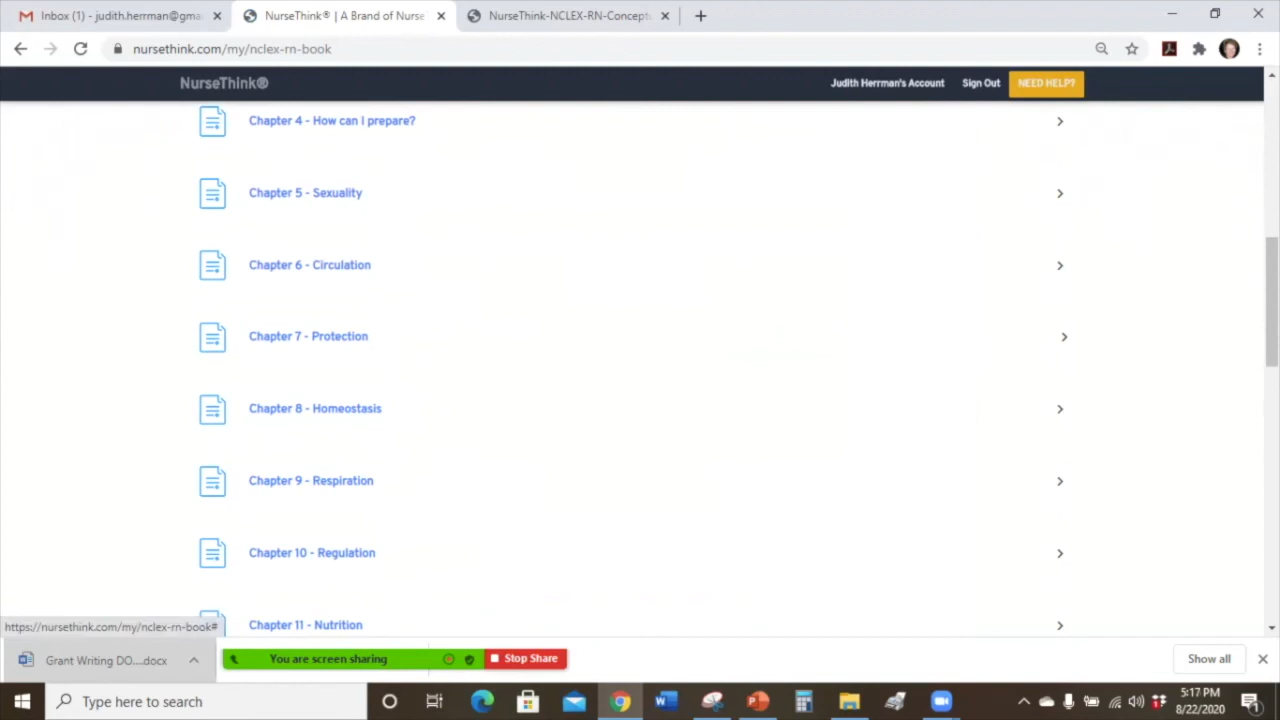 Inbox (1) - judith.herrman@gma
NurseThink® | A Brand of Nurse
NurseThink-NCLEX-RN-Concept
nursethink.com/my/nclex-rn-book
NurseThink®
Judith Herrman's Account
Sign Out
NEED HELP?
Chapter 4 - How can I prepare?
Chapter 5 - Sexuality
Chapter 6 - Circulation
Chapter 7 - Protection
Chapter 8 - Homeostasis
Chapter 9 - Respiration
Chapter 10 - Regulation
Chapter 11 - Nutrition
https://nursethink.com/my/nclex-rn-book#
Grant Writing DO....docx
You are screen sharing
Stop Share
Show all
Type here to search
5:17 PM
8/22/2020